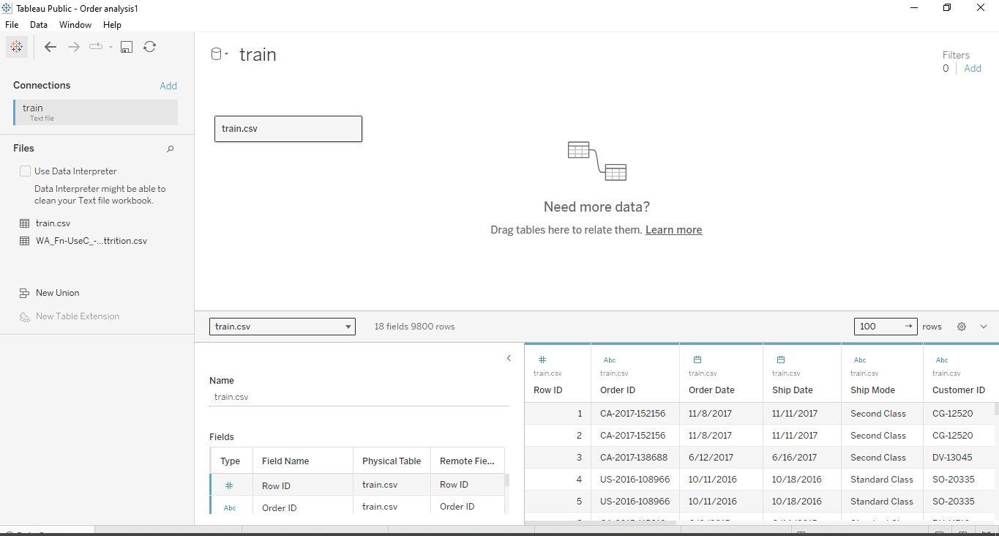 Tableau Public - Order analysis1
File Data Window Help
Connections
Add
train
Text file
Files
Use Data Interpreter
Data Interpreter might be able to
clean your Text file workbook.
train.csv
WA_Fn-UseC_-...ttrition.csv
New Union
New Table Extension
train
Filters
0 Add
train.csv
Need more data?
Drag tables here to relate them. Learn more
train.csv
18 fields 9800 rows
100 → rows
Name
train.csv
Fields
Type Field Name Physical Table Remote Fie...
# Row ID train.csv Row ID
Abc Order ID train.csv Order ID
# Abc Abc Abc
train.csv train.csv train.csv train.csv train.csv train.csv
Row ID Order ID Order Date Ship Date Ship Mode Customer ID
1 CA-2017-152156 11/8/2017 11/11/2017 Second Class CG-12520
2 CA-2017-152156 11/8/2017 11/11/2017 Second Class CG-12520
3 CA-2017-138688 6/12/2017 6/16/2017 Second Class DV-13045
4 US-2016-108966 10/11/2016 10/18/2016 Standard Class SO-20335
5 US-2016-108966 10/11/2016 10/18/2016 Standard Class SO-20335